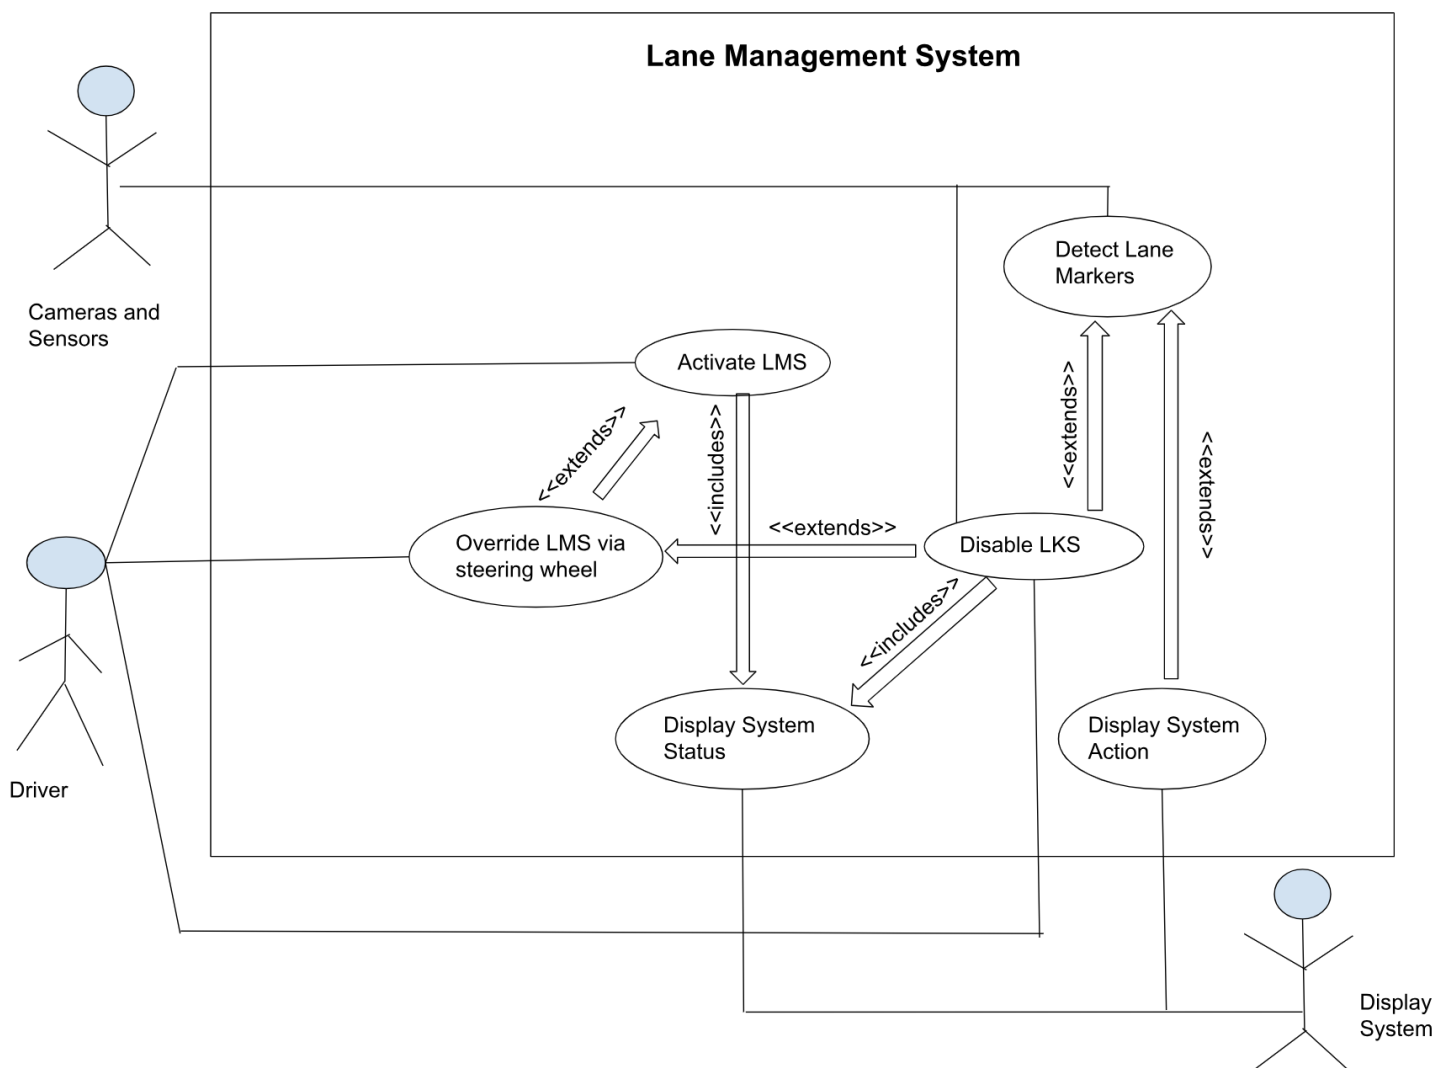 Lane Management System
Cameras and
Sensors
Detect Lane
Markers
Activate LMS
<<extends>>
<<includes>>
<<extends>>
<<extends>>
<<extends>>
Override LMS via
steering wheel
Disable LKS
<<includes>>
Display System
Status
Display System
Action
Driver
Display
System